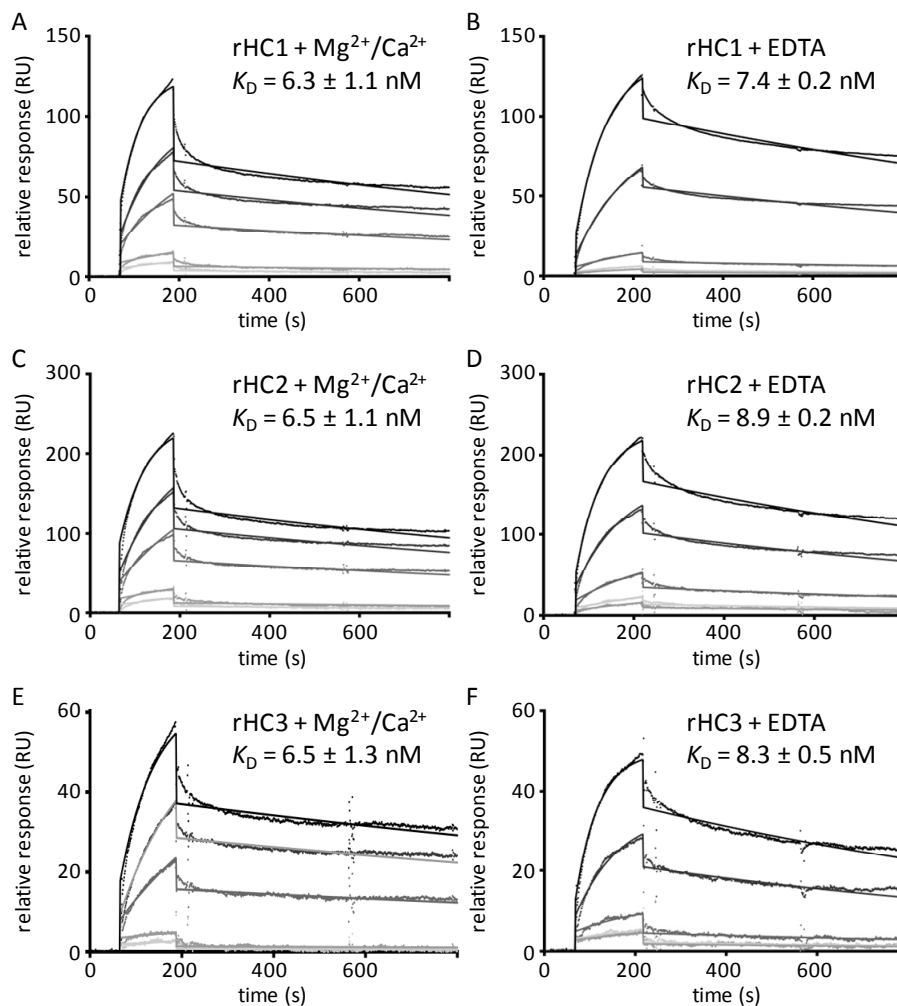 A
rHC1 + Mg²⁺/Ca²⁺
K_D = 6.3 ± 1.1 nM
relative response (RU)
150
100
50
0
0 200 400 600
time (s)
B
rHC1 + EDTA
K_D = 7.4 ± 0.2 nM
relative response (RU)
150
100
50
0
0 200 400 600
time (s)
C
rHC2 + Mg²⁺/Ca²⁺
K_D = 6.5 ± 1.1 nM
relative response (RU)
300
200
100
0
0 200 400 600
time (s)
D
rHC2 + EDTA
K_D = 8.9 ± 0.2 nM
relative response (RU)
300
200
100
0
0 200 400 600
time (s)
E
rHC3 + Mg²⁺/Ca²⁺
K_D = 6.5 ± 1.3 nM
relative response (RU)
60
40
20
0
0 200 400 600
time (s)
F
rHC3 + EDTA
K_D = 8.3 ± 0.5 nM
relative response (RU)
60
40
20
0
0 200 400 600
time (s)